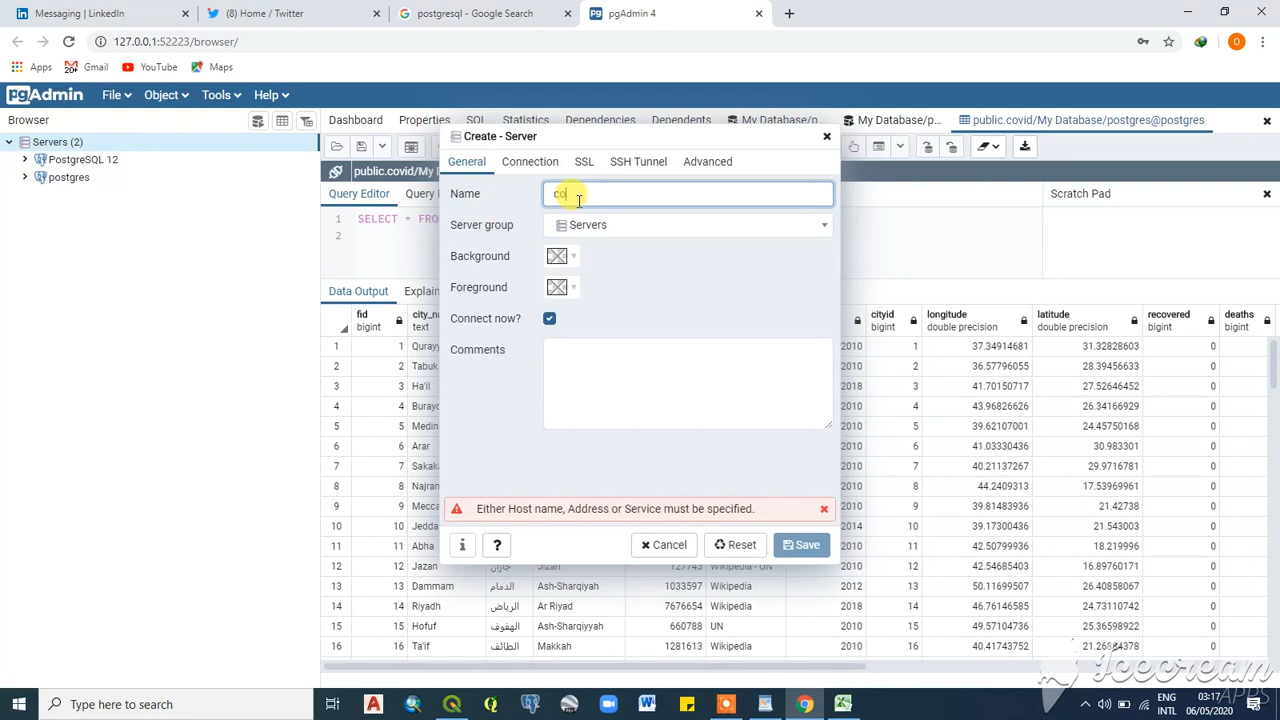 Messaging | LinkedIn
(8) Home / Twitter
postgresql - Google Search
pgAdmin 4
127.0.0.1:52223/browser/
Apps
20+ Gmail
YouTube
Maps
pgAdmin
File
Object
Tools
Help
Browser
Dashboard
Properties
SQL
Statistics
Dependencies
Dependents
My Database/p...
My Database/p...
public.covid/My Database/postgres@postgres
Servers (2)
PostgreSQL 12
postgres
public.covid/My
Query Editor
Query
Scratch Pad
1 SELECT * FRO
2
Create - Server
General
Connection
SSL
SSH Tunnel
Advanced
Name
co
Server group
Servers
Background
Foreground
Connect now?
Comments
Either Host name, Address or Service must be specified.
Cancel
Reset
Save
Data Output
Explain
fid bigint
city_na text
cityid bigint
longitude double precision
latitude double precision
recovered bigint
deaths bigint
1 1 Qurayy 2010 1 37.34914681 31.32828603 0
2 2 Tabuk 2010 2 36.57796055 28.39456633 0
3 3 Ha'il 2018 3 41.70150717 27.52646452 0
4 4 Burayd 2010 4 43.96826626 26.34166929 0
5 5 Medin 2010 5 39.62107001 24.45750168 0
6 6 Arar 2010 6 41.03330436 30.983301 0
7 7 Sakaka 2010 7 40.21137267 29.9716781 0
8 8 Najran 2010 8 44.2409313 17.53969961 0
9 9 Mecca 2010 9 39.81483936 21.42738 0
10 10 Jedda 2014 10 39.17300436 21.543003 0
11 11 Abha 2010 11 42.50799936 18.219996 0
12 12 Jazan جازان Jizan 127743 Wikipedia - UN 2010 12 42.54685405 16.89760171 0
13 13 Dammam الدمام Ash-Sharqiyah 1033597 Wikipedia 2012 13 50.11699507 26.40858067 0
14 14 Riyadh الرياض Ar Riyad 7676654 Wikipedia 2018 14 46.76146585 24.73110742 0
15 15 Hofuf الهفوف Ash-Sharqiyyah 660788 UN 2010 15 49.57104736 25.36598922 0
16 16 Ta'if الطائف Makkah 1281613 Wikipedia 2010 16 40.41743752 0
Icecream
APPS
Type here to search
ENG
INTL
03:17
06/05/2020